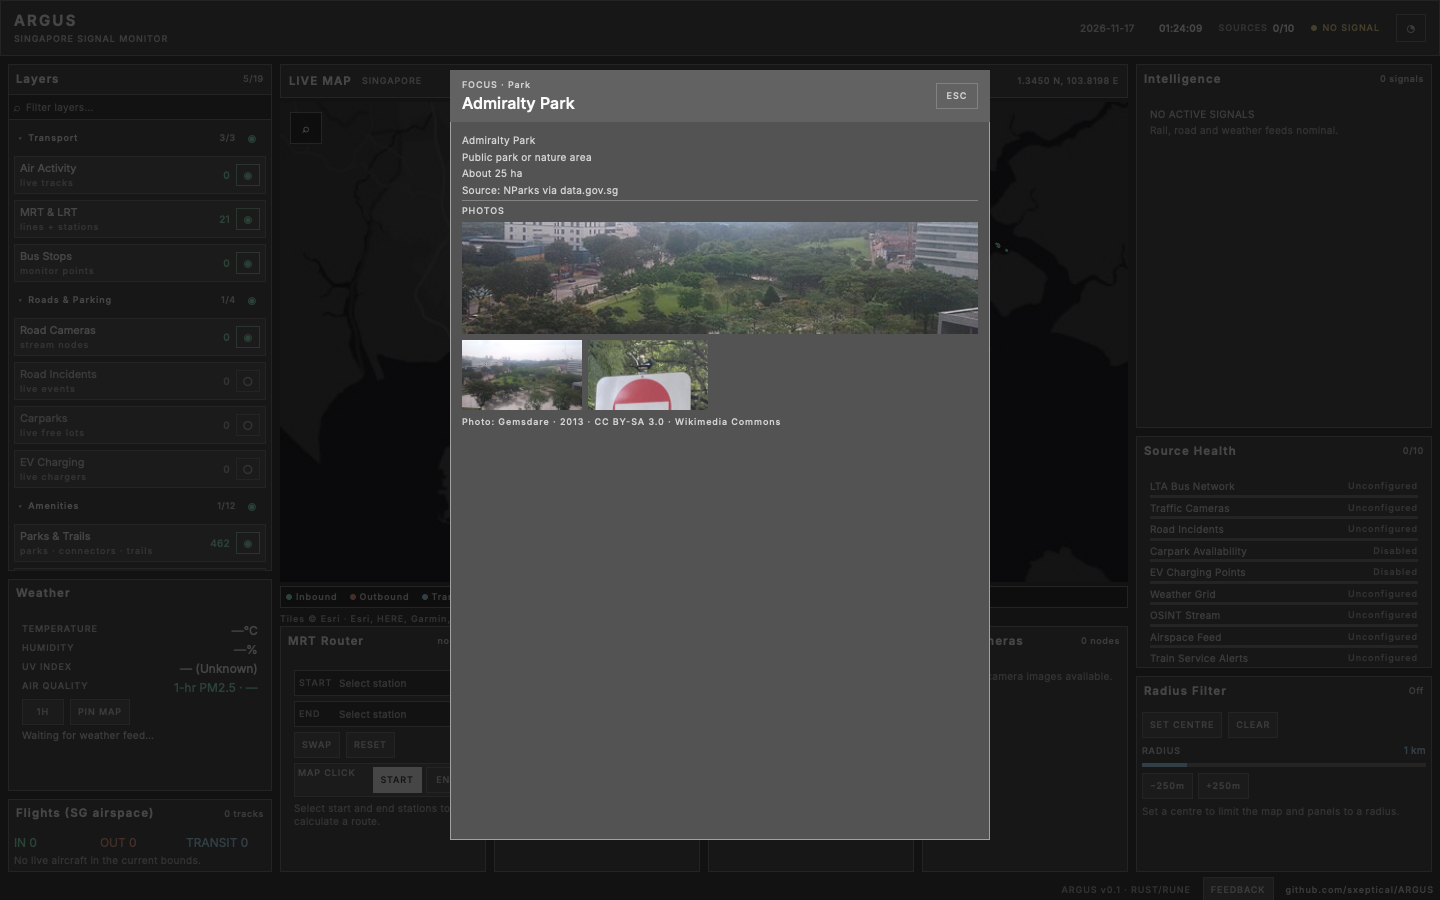 ARGUS
SINGAPORE SIGNAL MONITOR
2026-11-17
01:24:09
SOURCES 0/10
NO SIGNAL
Layers
5/19
Filter layers...
Transport
3/3
Air Activity
live tracks
0
MRT & LRT
lines + stations
21
Bus Stops
monitor points
0
Roads & Parking
1/4
Road Cameras
stream nodes
0
Road Incidents
live events
0
Carparks
live free lots
0
EV Charging
live chargers
0
Amenities
1/12
Parks & Trails
parks · connectors · trails
462
Weather
TEMPERATURE
—°C
HUMIDITY
—%
UV INDEX
— (Unknown)
AIR QUALITY
1-hr PM2.5 · —
1H
PIN MAP
Waiting for weather feed...
Flights (SG airspace)
0 tracks
IN 0
OUT 0
TRANSIT 0
No live aircraft in the current bounds.
LIVE MAP
SINGAPORE
1.3450 N, 103.8198 E
FOCUS · Park
Admiralty Park
ESC
Admiralty Park
Public park or nature area
About 25 ha
Source: NParks via data.gov.sg
PHOTOS
Photo: Gemsdare · 2013 · CC BY-SA 3.0 · Wikimedia Commons
Inbound
Outbound
Tra
Tiles © Esri · Esri, HERE, Garmin,
MRT Router
no
START
Select station
END
Select station
SWAP
RESET
MAP CLICK
START
EN
Select start and end stations to
calculate a route.
neras
0 nodes
camera images available.
Intelligence
0 signals
NO ACTIVE SIGNALS
Rail, road and weather feeds nominal.
Source Health
0/10
LTA Bus Network
Unconfigured
Traffic Cameras
Unconfigured
Road Incidents
Unconfigured
Carpark Availability
Disabled
EV Charging Points
Disabled
Weather Grid
Unconfigured
OSINT Stream
Unconfigured
Airspace Feed
Unconfigured
Train Service Alerts
Unconfigured
Radius Filter
Off
SET CENTRE
CLEAR
RADIUS
1 km
−250m
+250m
Set a centre to limit the map and panels to a radius.
ARGUS v0.1 · RUST/RUNE
FEEDBACK
github.com/sxeptical/ARGUS